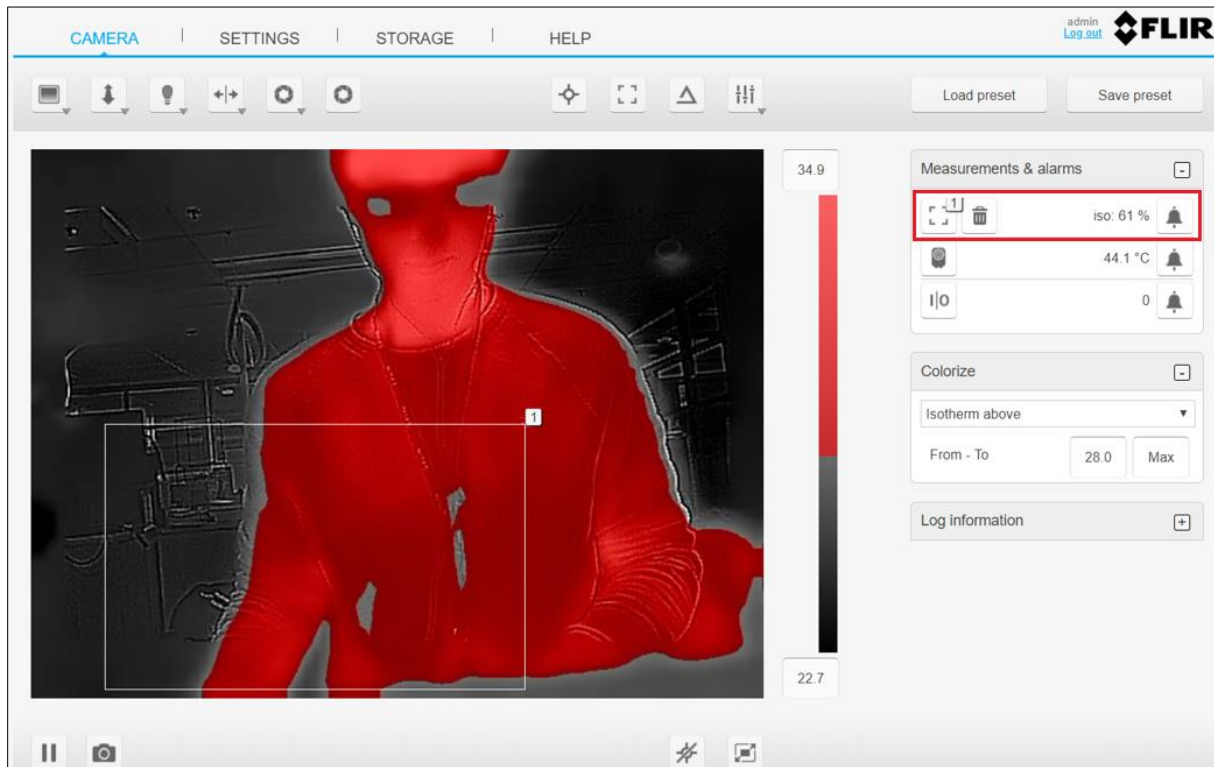 CAMERA | SETTINGS | STORAGE | HELP
admin
Log out
FLIR
Load preset
Save preset
34.9
22.7
1
Measurements & alarms
1
iso: 61 %
44.1 °C
I|O
0
Colorize
Isotherm above
From - To
28.0
Max
Log information